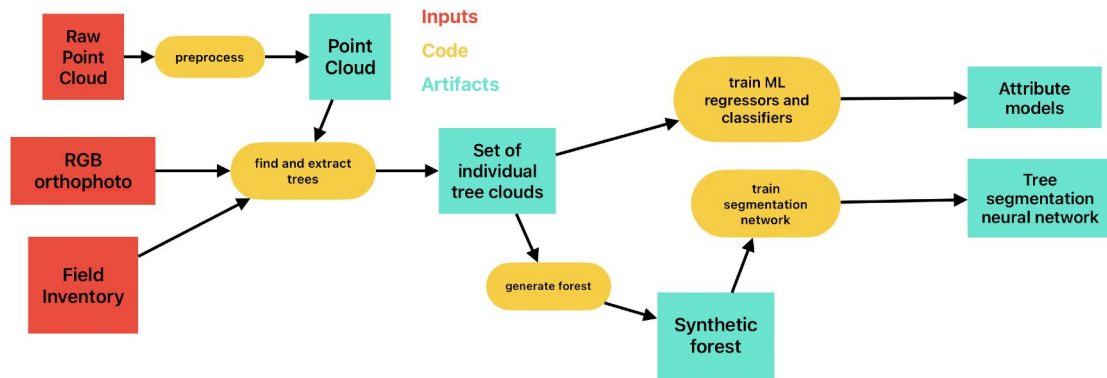 Raw
Point
Cloud
preprocess
Point
Cloud
Inputs
Code
Artifacts
RGB
orthophoto
find and extract
trees
Set of
individual
tree clouds
train ML
regressors and
classifiers
Attribute
models
train
segmentation
network
Tree
segmentation
neural network
Field
Inventory
generate forest
Synthetic
forest